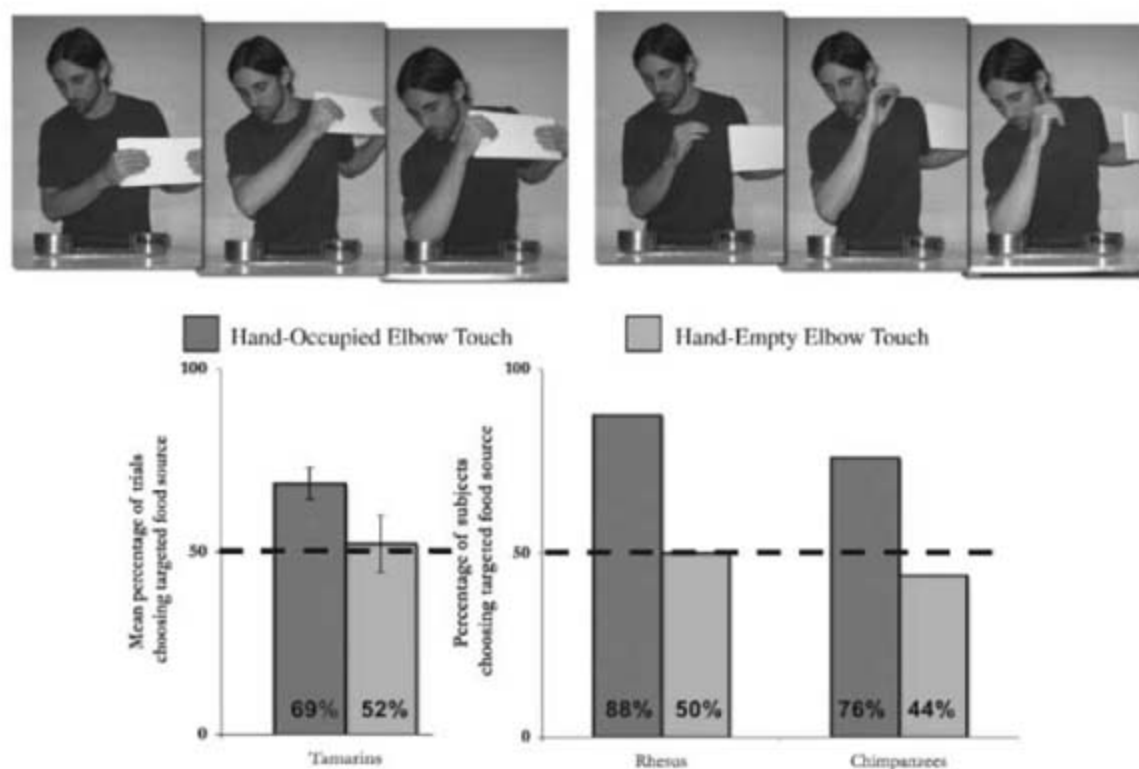 Hand-Occupied Elbow Touch
Hand-Empty Elbow Touch
100
50
0
Mean percentage of trials
choosing targeted food source
69%
52%
Tamarins
100
50
0
Percentage of subjects
choosing targeted food source
88%
50%
76%
44%
Rhesus
Chimpanzees